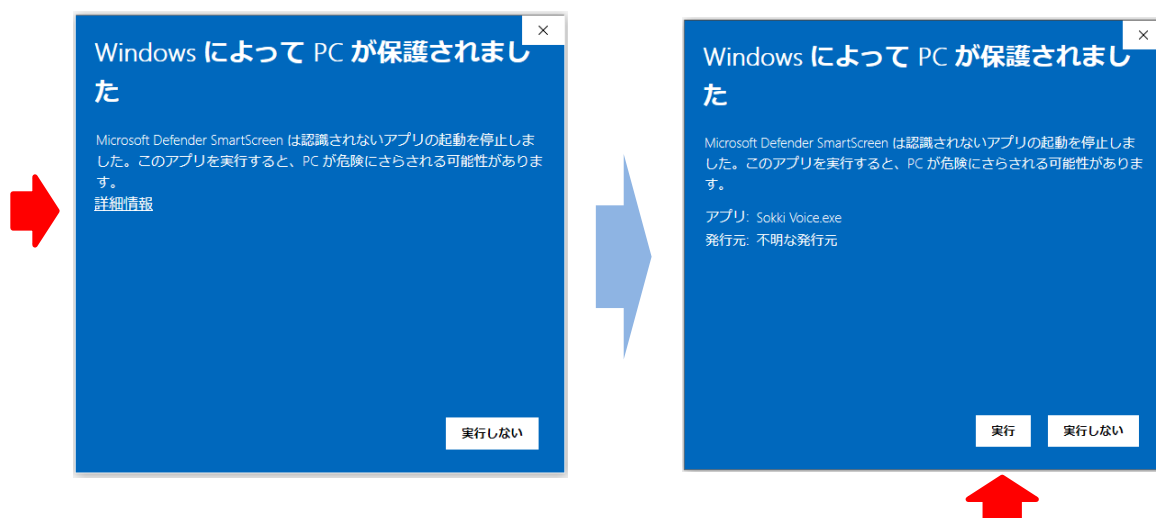 Windows によって PC が保護されまし
た
Microsoft Defender SmartScreen は認識されないアプリの起動を停止しま
した。このアプリを実行すると、PC が危険にさらされる可能性がありま
す。
詳細情報
実行しない
Windows によって PC が保護されまし
た
Microsoft Defender SmartScreen は認識されないアプリの起動を停止しま
した。このアプリを実行すると、PC が危険にさらされる可能性がありま
す。
アプリ: Sokki Voice.exe
発行元: 不明な発行元
実行 実行しない